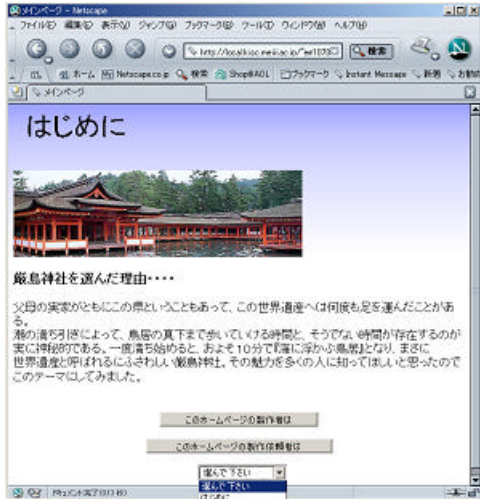 メインページ - Netscape
ファイル(F) 編集(E) 表示(V) ジャンプ(G) ブックマーク(B) ツール(T) ウィンドウ(W) ヘルプ(H)
検索
ホーム Netscape.co.jp 検索 Shop@AOL ブックマーク Instant Message
メインページ
はじめに
厳島神社を選んだ理由・・・・
父母の実家がともにこの県ということもあって、この世界遺産へは何度も足を運んだことがあ
る。
潮の満ち引きによって、鳥居の真下まで歩いていける時間と、そうでない時間が存在するのが
実に神秘的である。一度満ち始めると、およそ10分で『海に浮かぶ鳥居』となり、まさに
世界遺産と呼ばれるにふさわしい厳島神社。その魅力を多くの人に知ってほしいと思ったので
このテーマにしてみました。
このホームページの製作者は
このホームページの製作依頼者は
選んで下さい
選んで下さい
はじめに